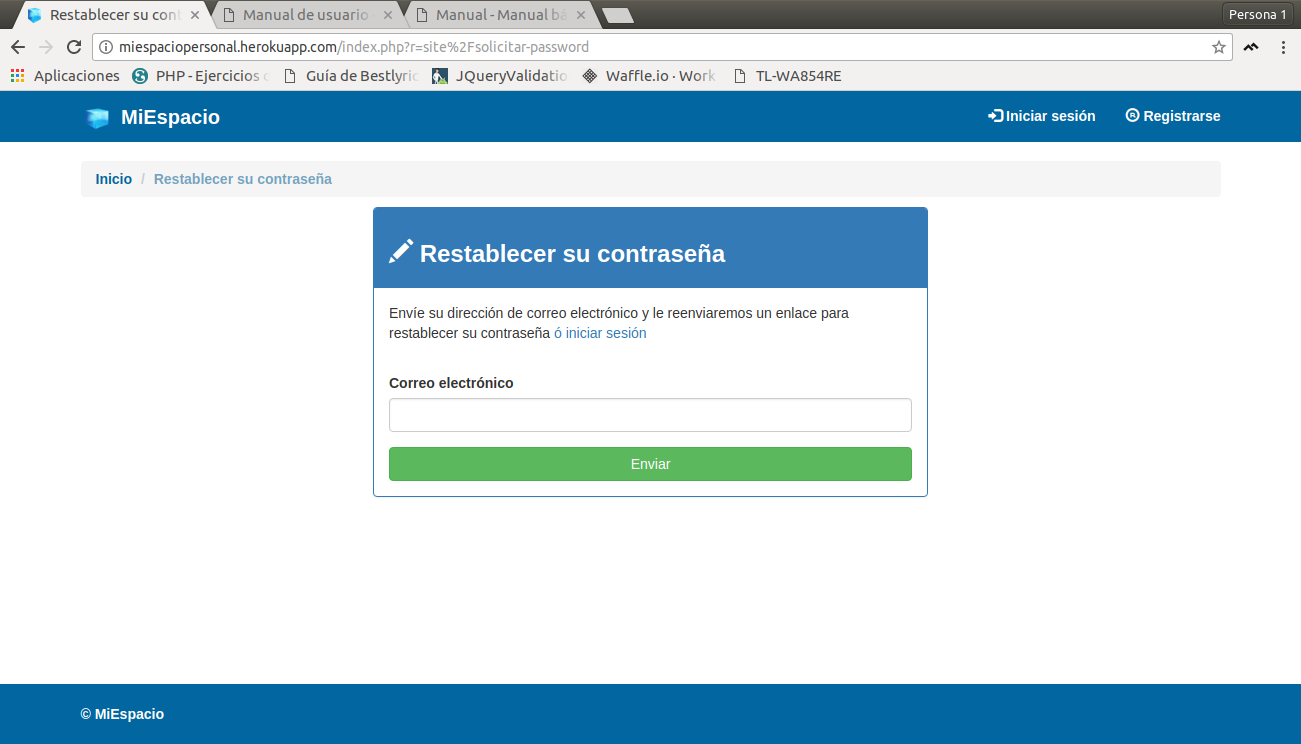 Restablecer su cont
Manual de usuario
Manual - Manual bá
Persona 1
miespaciopersonal.herokuapp.com/index.php?r=site%2Fsolicitar-password
Aplicaciones
PHP - Ejercicios
Guía de Bestlyric
JQueryValidatio
Waffle.io · Work
TL-WA854RE
MiEspacio
Iniciar sesión
® Registrarse
Inicio / Restablecer su contraseña
Restablecer su contraseña
Envíe su dirección de correo electrónico y le reenviaremos un enlace para
restablecer su contraseña ó iniciar sesión
Correo electrónico
Enviar
© MiEspacio